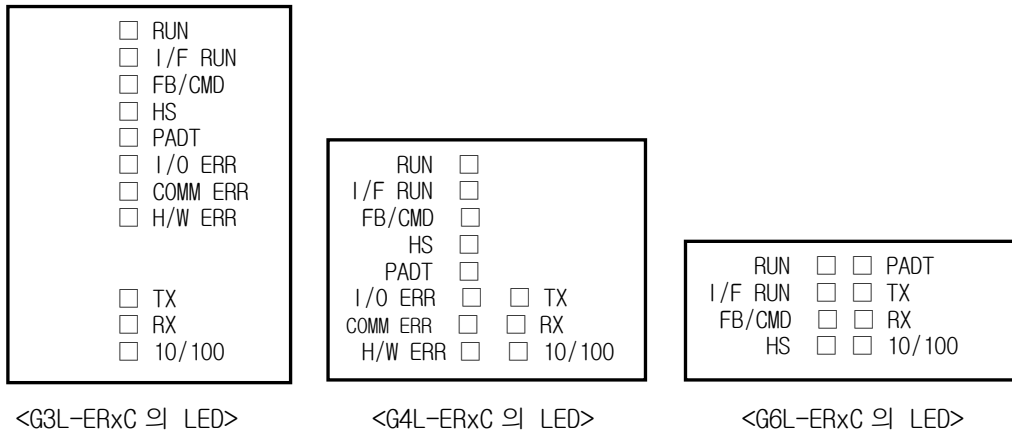 RUN
I/F RUN
FB/CMD
HS
PADT
I/O ERR
COMM ERR
H/W ERR
TX
RX
10/100
<G3L-ERxC 의 LED>
RUN
I/F RUN
FB/CMD
HS
PADT
I/O ERR TX
COMM ERR RX
H/W ERR 10/100
<G4L-ERxC 의 LED>
RUN PADT
I/F RUN TX
FB/CMD RX
HS 10/100
<G6L-ERxC 의 LED>